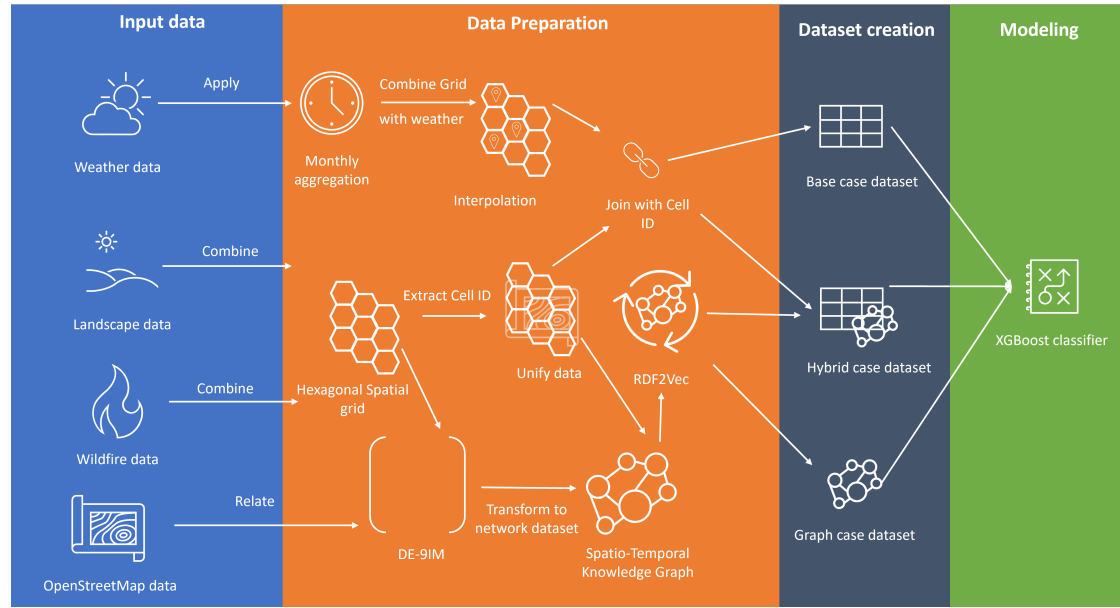 Input data
Data Preparation
Dataset creation
Modeling
Apply
Combine Grid
with weather
Weather data
Monthly
aggregation
Interpolation
Join with Cell
ID
Base case dataset
Combine
Landscape data
Extract Cell ID
Hexagonal Spatial
grid
Unify data
RDF2Vec
Hybrid case dataset
XGBoost classifier
Combine
Wildfire data
Relate
OpenStreetMap data
DE-9IM
Transform to
network dataset
Spatio-Temporal
Knowledge Graph
Graph case dataset